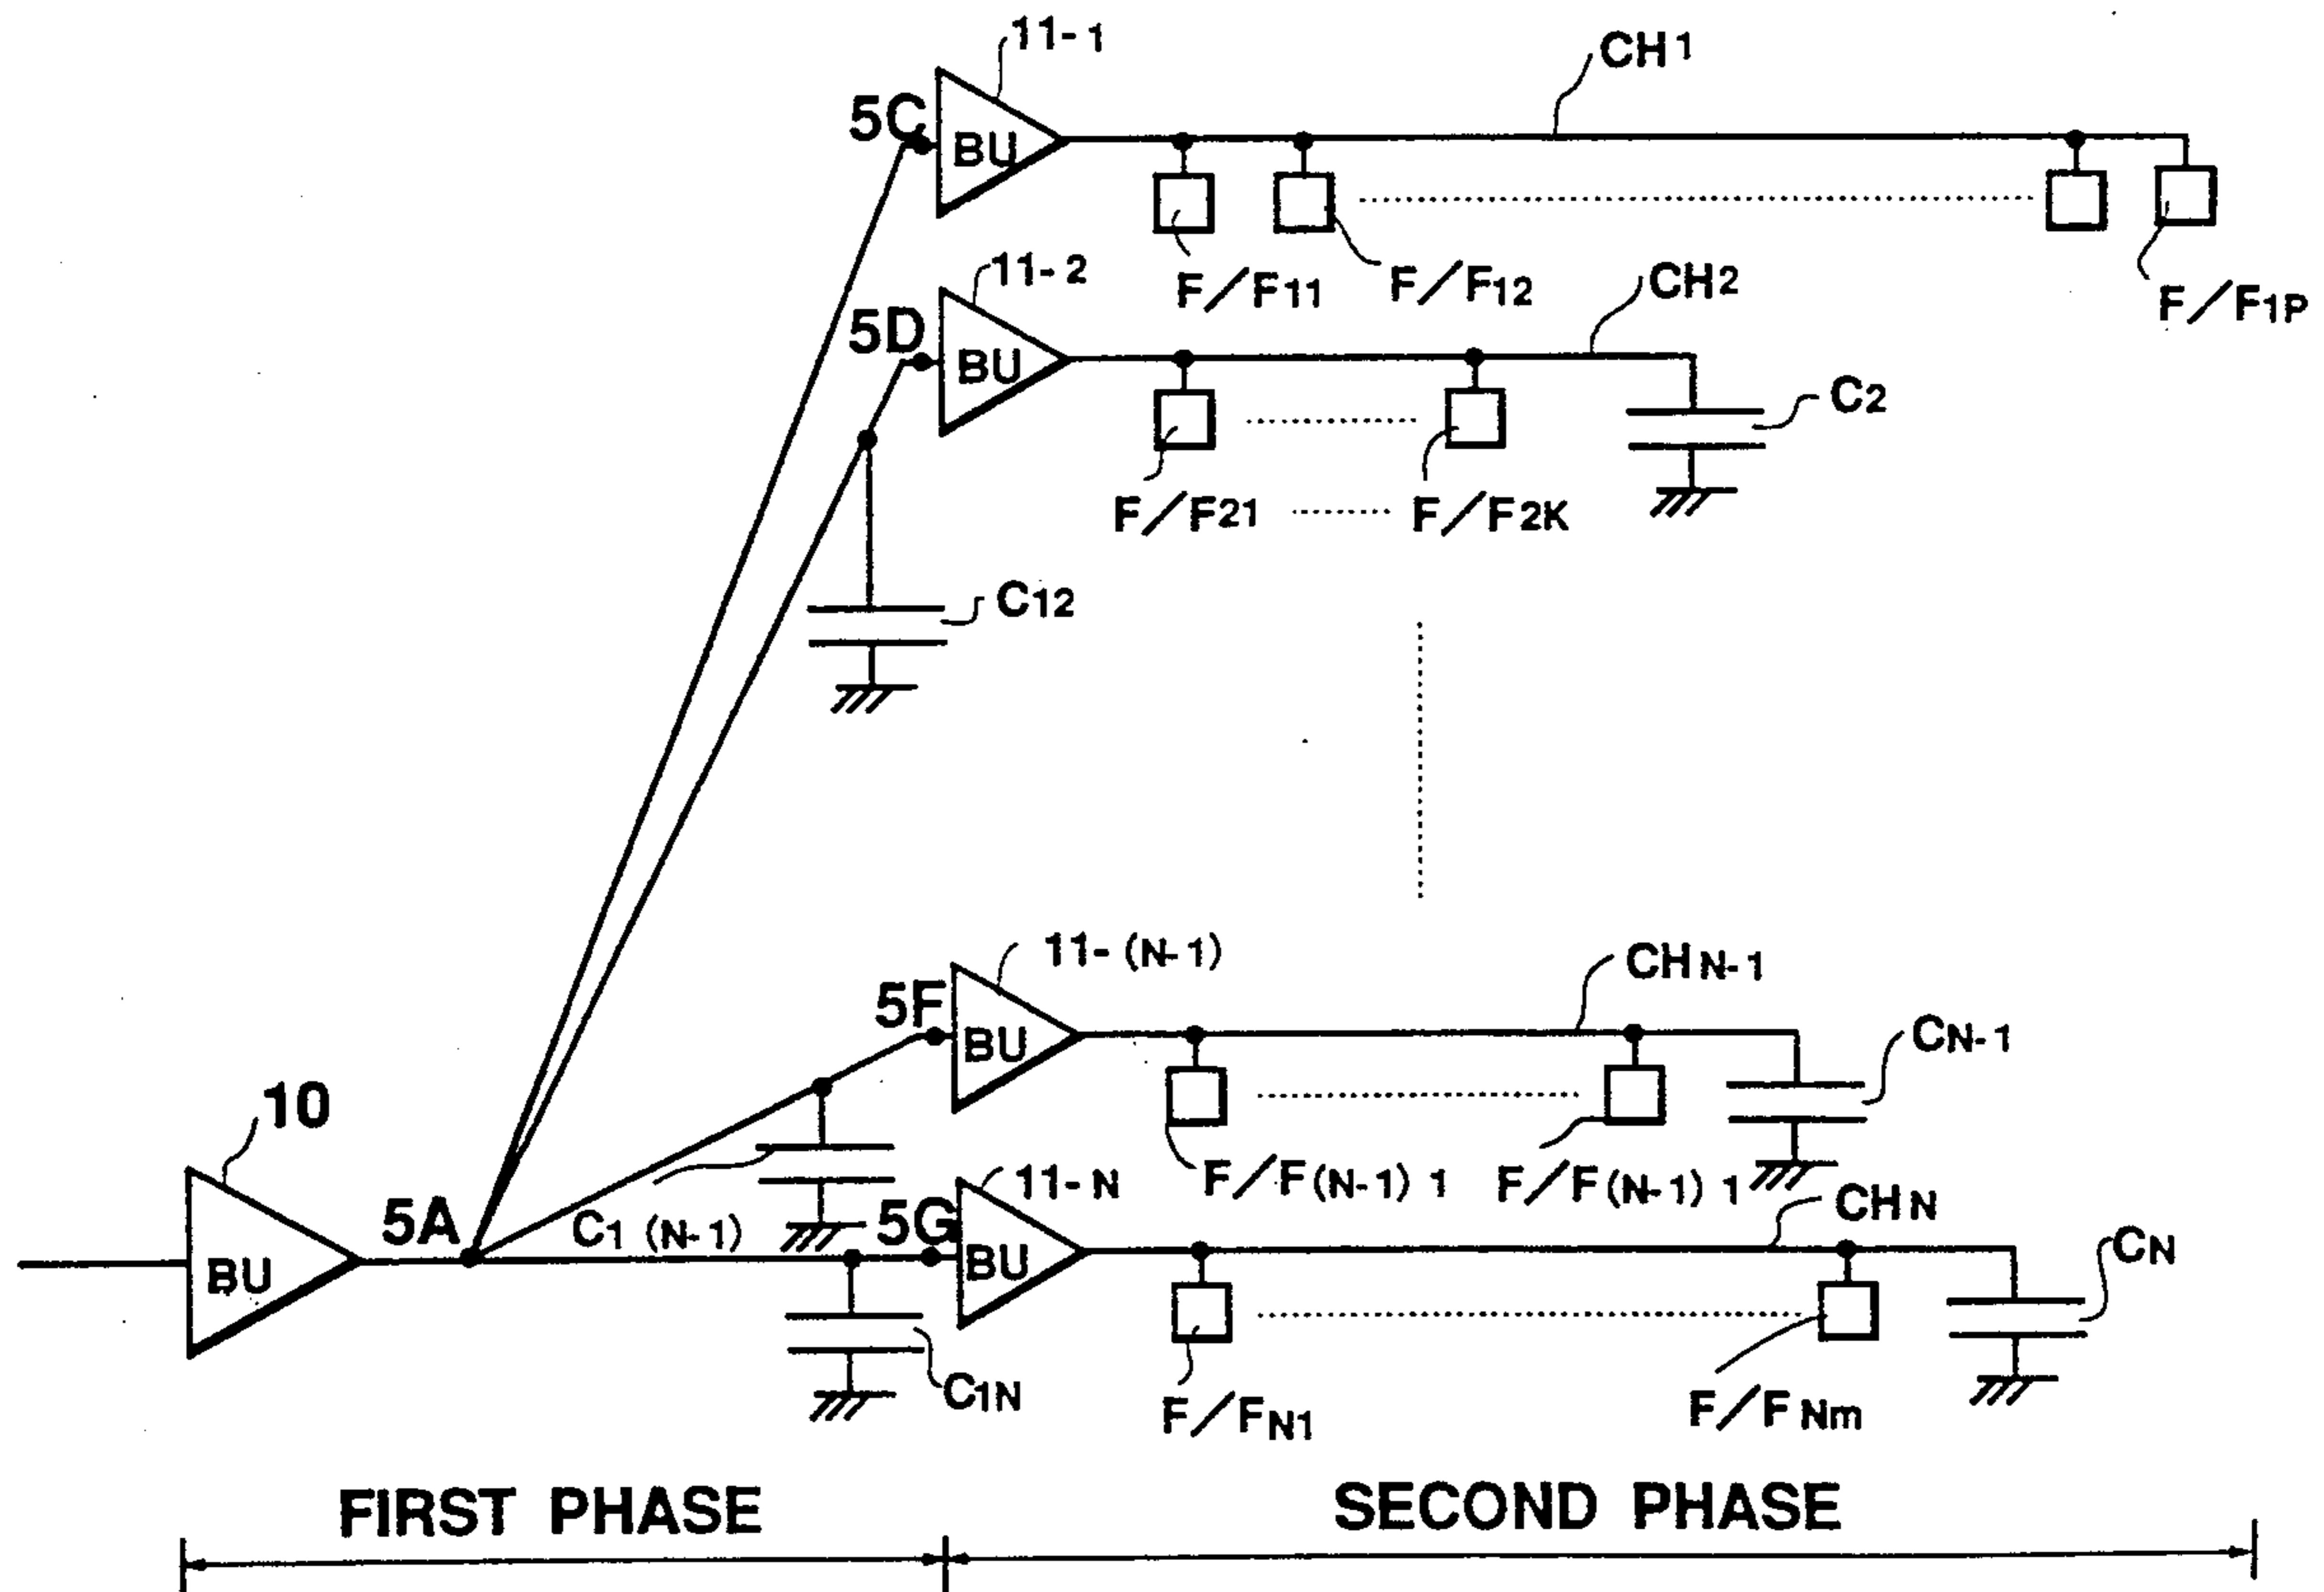 11-1
CH1
5C
BU
F/F11
F/F12
F/F1P
11-2
CH2
5D
BU
C2
F/F21
F/F2K
C12
11-(N-1)
CHN-1
5F
BU
CN-1
F/F(N-1) 1
F/F(N-1) 1
10
BU
5A
C1 (N-1)
5G
11-N
BU
CHN
CN
C1N
F/FN1
F/FNm
FIRST PHASE
SECOND PHASE